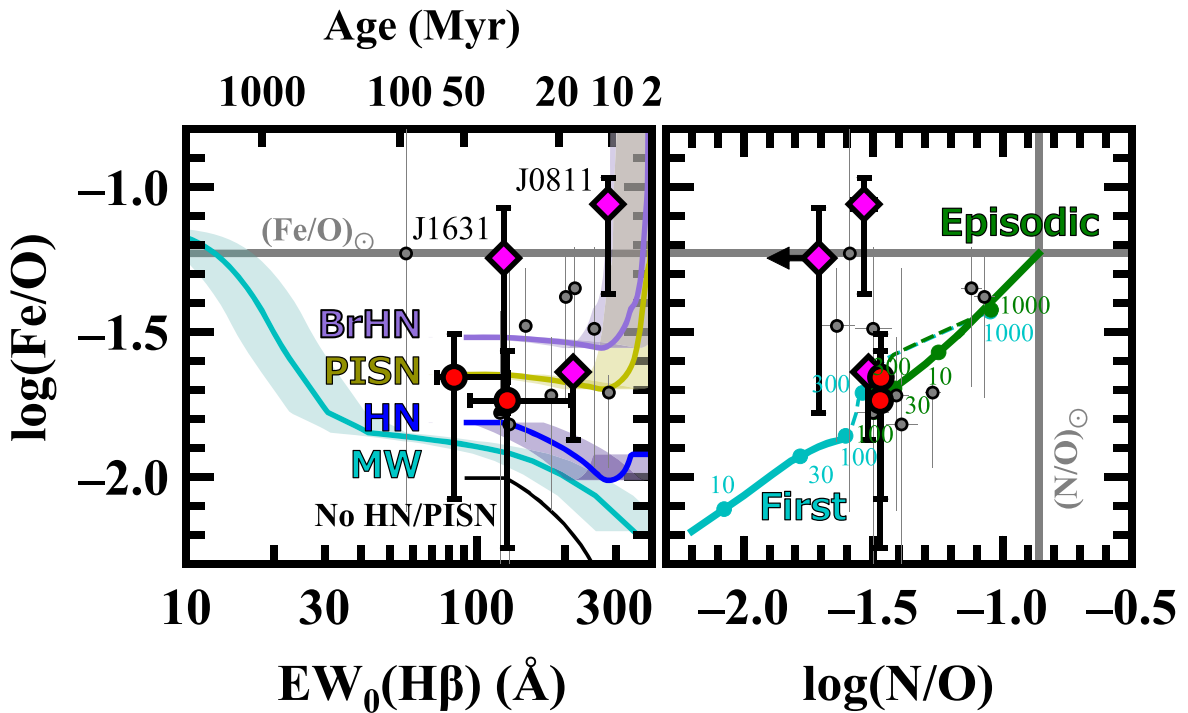 Age (Myr)
1000 100 50 20 10 2
log(Fe/O)
−1.0
−1.5
−2.0
J0811
J1631
(Fe/O)☉
BrHN
PISN
HN
MW
No HN/PISN
10 30 100 300
EW₀(Hβ) (Å)
Episodic
1000
1000
10
30
300
100
10
30
100
First
(N/O)☉
−2.0 −1.5 −1.0 −0.5
log(N/O)